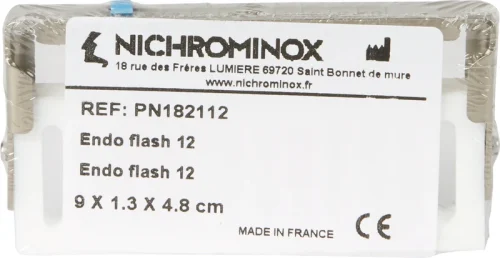 NICHROMINOX
18 rue des Frères LUMIERE 69720 Saint Bonnet de mure
www.nichrominox.fr
REF: PN182112
Endo flash 12
Endo flash 12
9 X 1.3 X 4.8 cm
MADE IN FRANCE CE